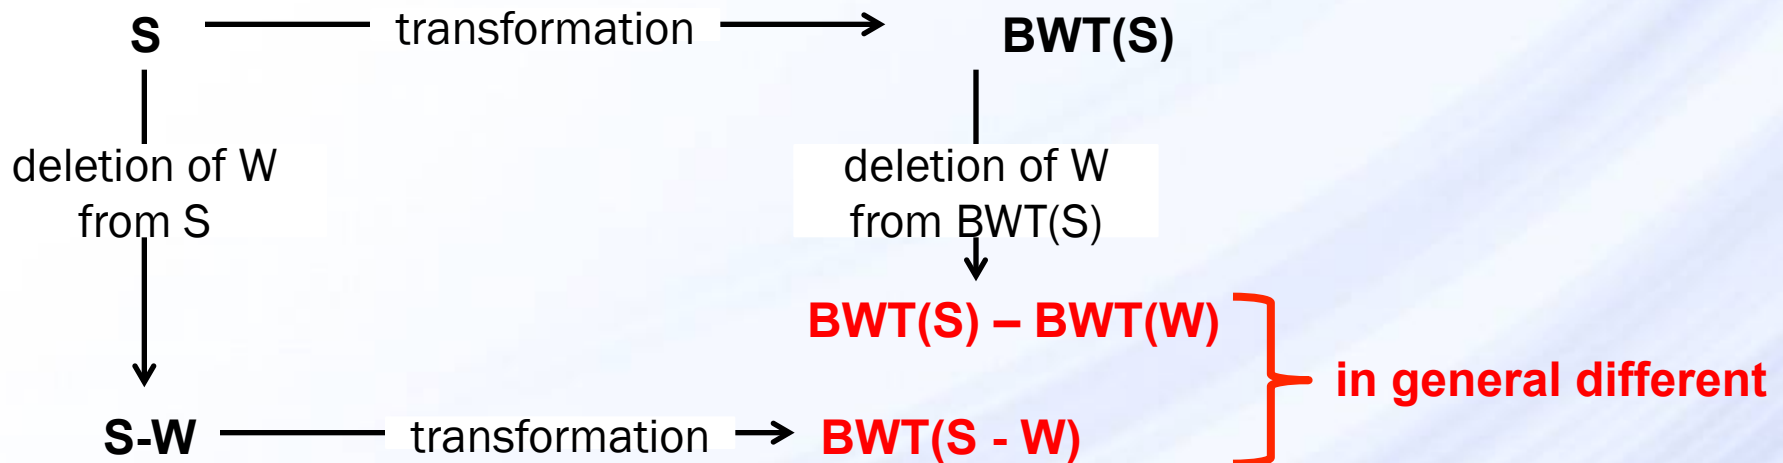 S transformation BWT(S)
deletion of W
from S
deletion of W
from BWT(S)
BWT(S) – BWT(W)
in general different
S-W transformation BWT(S - W)